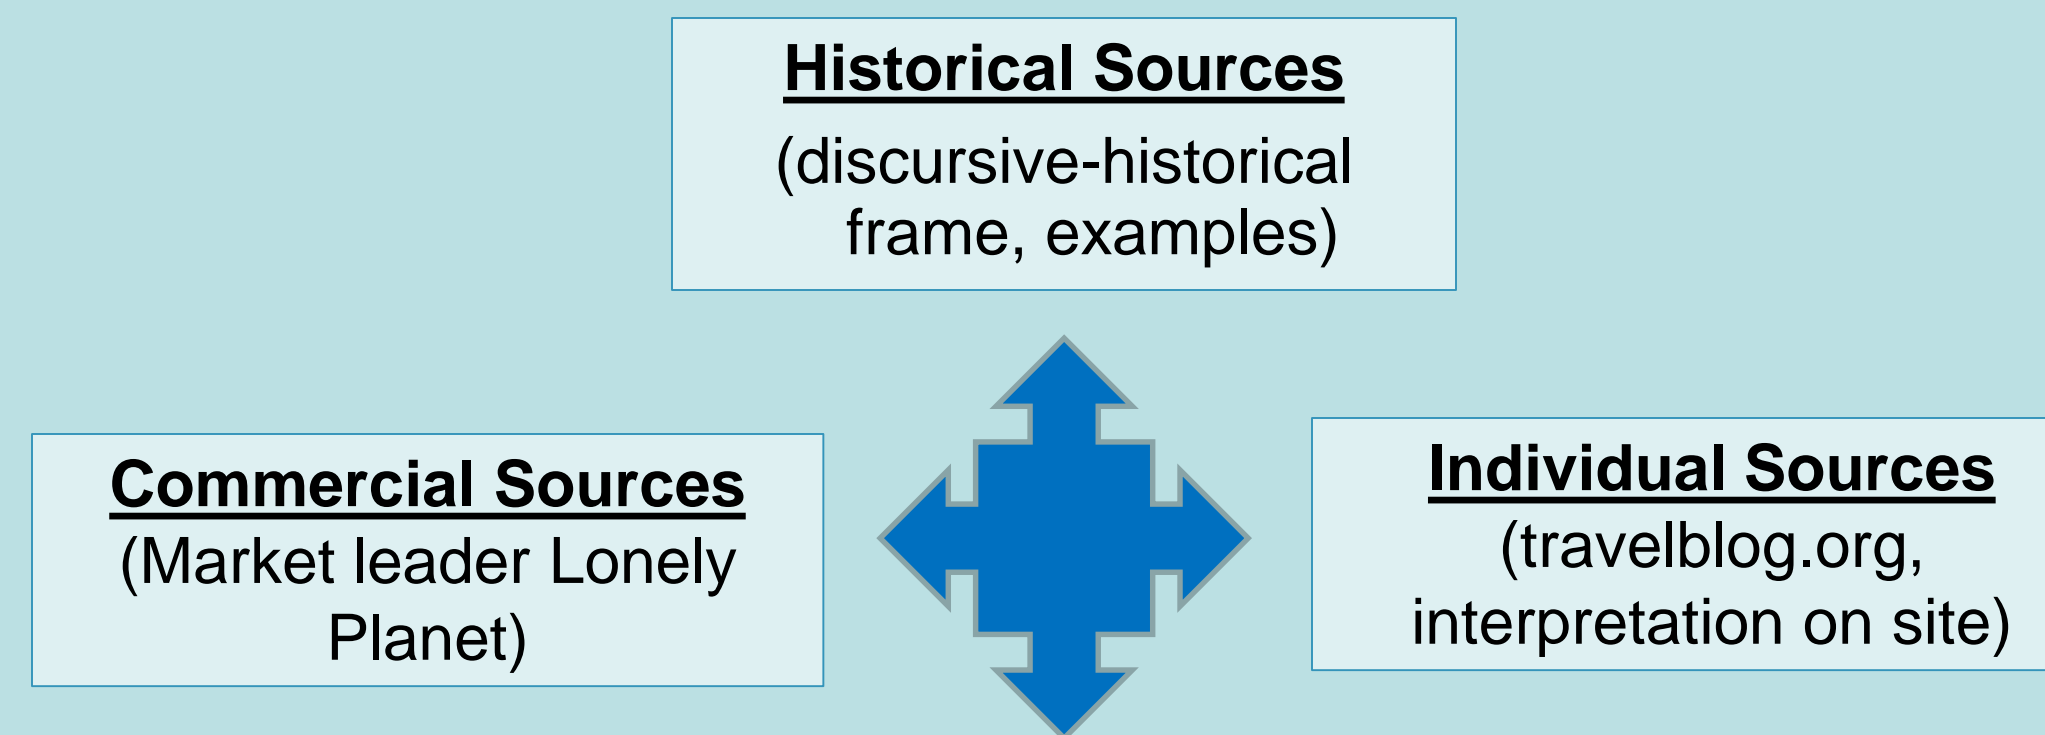 Historical Sources
(discursive-historical
frame, examples)
Commercial Sources
(Market leader Lonely
Planet)
Individual Sources
(travelblog.org,
interpretation on site)